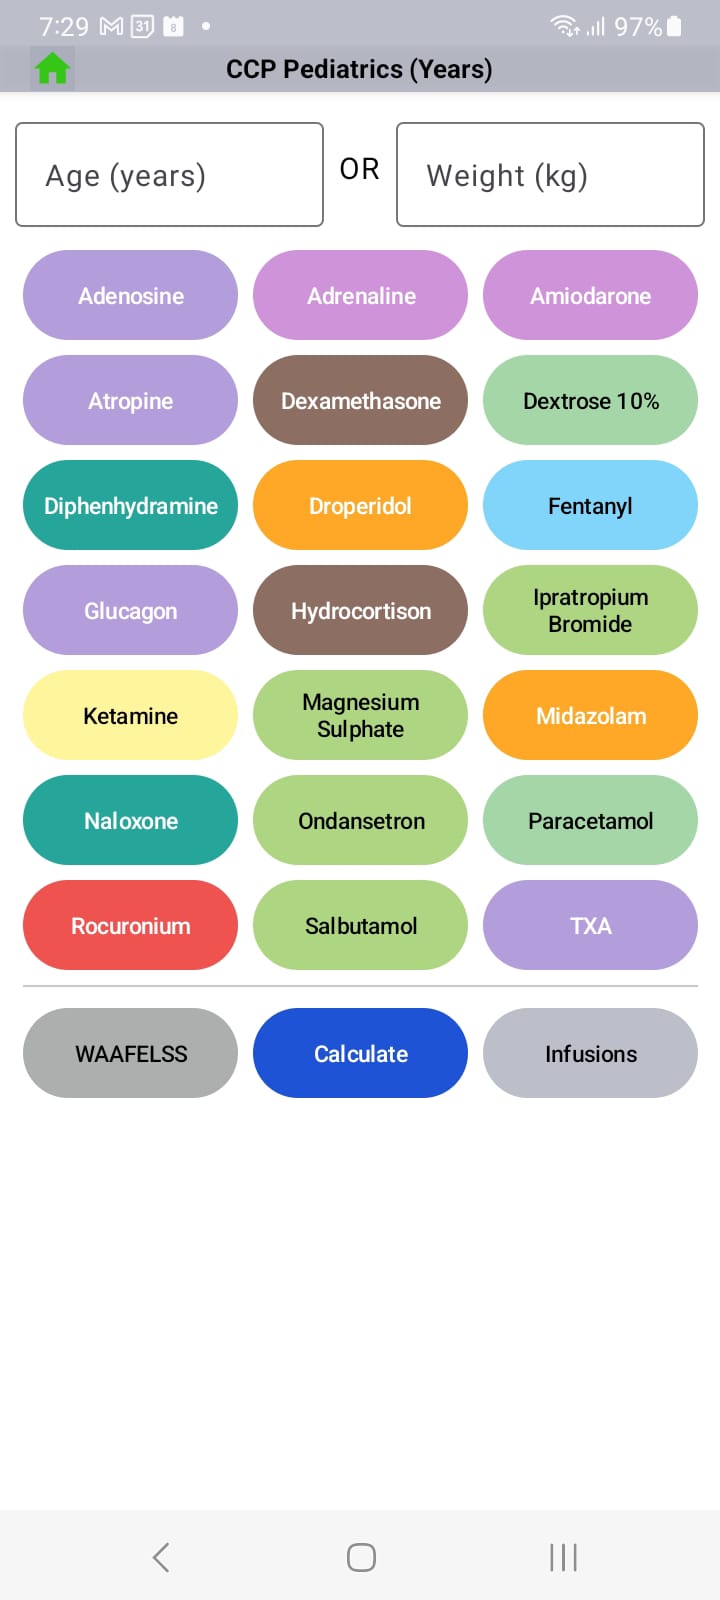 7:29 31 8 97%
CCP Pediatrics (Years)
Age (years) OR Weight (kg)
Adenosine Adrenaline Amiodarone
Atropine Dexamethasone Dextrose 10%
Diphenhydramine Droperidol Fentanyl
Glucagon Hydrocortison Ipratropium
Bromide
Ketamine Magnesium
Sulphate Midazolam
Naloxone Ondansetron Paracetamol
Rocuronium Salbutamol TXA
WAAFELSS Calculate Infusions